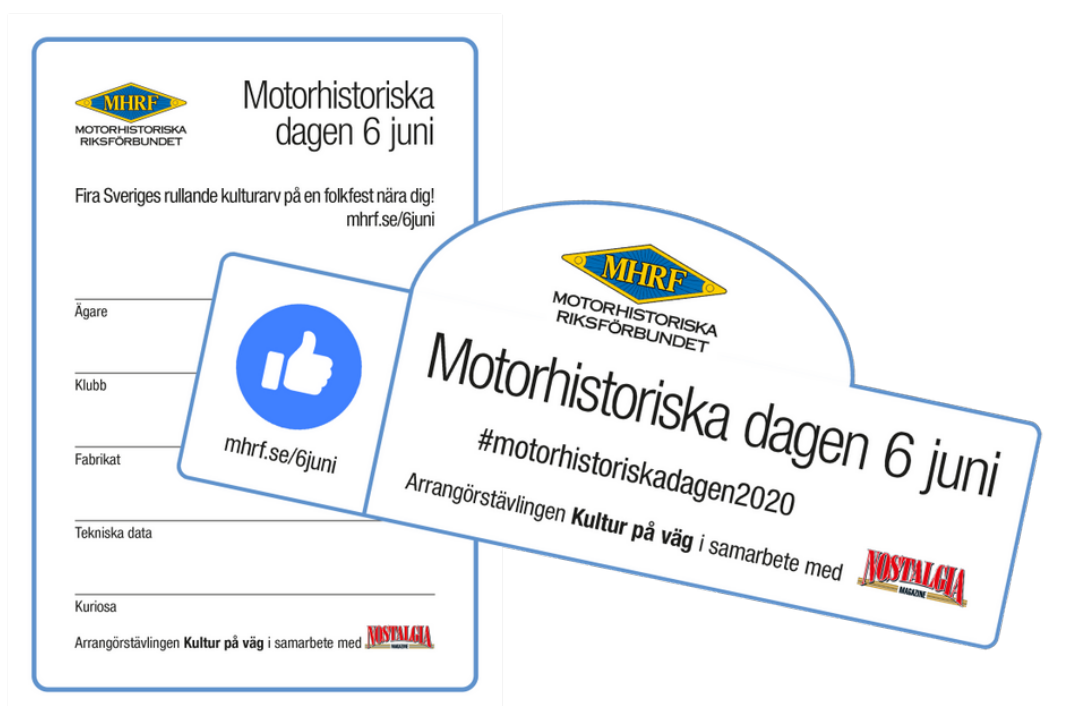 MHRF
MOTORHISTORISKA
RIKSFÖRBUNDET
Motorhistoriska
dagen 6 juni
Fira Sveriges rullande kulturarv på en folkfest nära dig!
mhrf.se/6juni
Ägare
Klubb
Fabrikat
Tekniska data
Kuriosa
Arrangörstävlingen Kultur på väg i samarbete med NOSTALGIA
MAGAZINE
mhrf.se/6juni
MHRF
MOTORHISTORISKA
RIKSFÖRBUNDET
Motorhistoriska dagen 6 juni
#motorhistoriskadagen2020
Arrangörstävlingen Kultur på väg i samarbete med NOSTALGIA
MAGAZINE